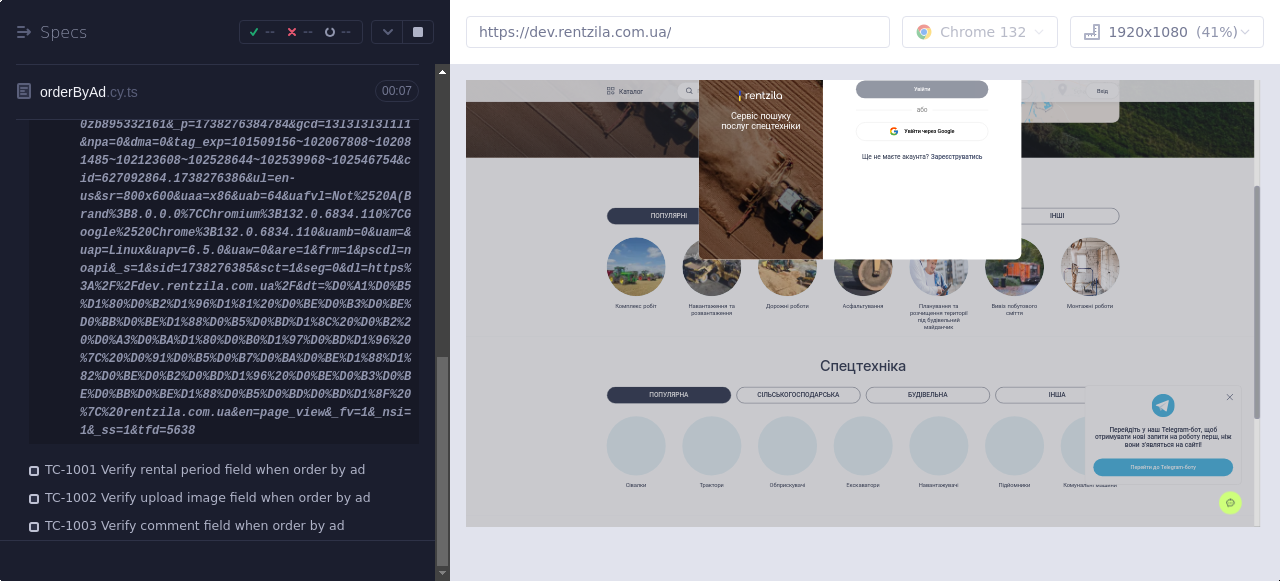 Specs
-- -- --
https://dev.rentzila.com.ua/
Chrome 132
1920x1080 (41%)
orderByAd.cy.ts
00:07
0zb895332161&_p=1738276384784&gcd=13l3l3l3l1l1
&npa=0&dma=0&tag_exp=101509156~102067808~10208
1485~102123608~102528644~102539968~102546754&c
id=627092864.1738276386&ul=en-
us&sr=800x600&uaa=x86&uab=64&uafvl=Not%2520A(B
rand%3B8.0.0.0%7CChromium%3B132.0.6834.110%7CG
oogle%2520Chrome%3B132.0.6834.110&uamb=0&uam=&
uap=Linux&uapv=6.5.0&uaw=0&are=1&frm=1&pscdl=n
oapi&_s=1&sid=1738276385&sct=1&seg=0&dl=https%
3A%2F%2Fdev.rentzila.com.ua%2F&dt=%D0%A1%D0%B5
%D1%80%D0%B2%D1%96%D1%81%20%D0%BE%D0%B3%D0%BE%
D0%BB%D0%BE%D1%88%D0%B5%D0%BD%D1%8C%20%D0%B2%2
0%D0%A3%D0%BA%D1%80%D0%B0%D1%97%D0%BD%D1%96%20
%7C%20%D0%91%D0%B5%D0%B7%D0%BA%D0%BE%D1%88%D1%
82%D0%BE%D0%B2%D0%BD%D1%96%20%D0%BE%D0%B3%D0%B
E%D0%BB%D0%BE%D1%88%D0%B5%D0%BD%D0%BD%D1%8F%20
%7C%20rentzila.com.ua&en=page_view&_fv=1&_nsi=
1&_ss=1&tfd=5638
TC-1001 Verify rental period field when order by ad
TC-1002 Verify upload image field when order by ad
TC-1003 Verify comment field when order by ad
Каталог
Вхід
rentzila
Сервіс пошуку
послуг спецтехніки
Увійти
або
Увійти через Google
Ще не маєте акаунта? Зареєструватись
ПОПУЛЯРНІ
ІНШІ
Комплекс робіт
Навантаження та
розвантаження
Дорожні роботи
Асфальтування
Планування та
розчищення території
під будівельний
майданчик
Вивіз побутового
сміття
Монтажні роботи
Спецтехніка
ПОПУЛЯРНА
СІЛЬСЬКОГОСПОДАРСЬКА
БУДІВЕЛЬНА
ІНША
Сівалки
Трактори
Обприскувачі
Екскаватори
Навантажувачі
Підйомники
Комунальні машини
Перейдіть у наш Telegram-бот, щоб
отримувати нові запити на роботу перш, ніж
вони з'являться на сайті!
Перейти до Telegram-боту